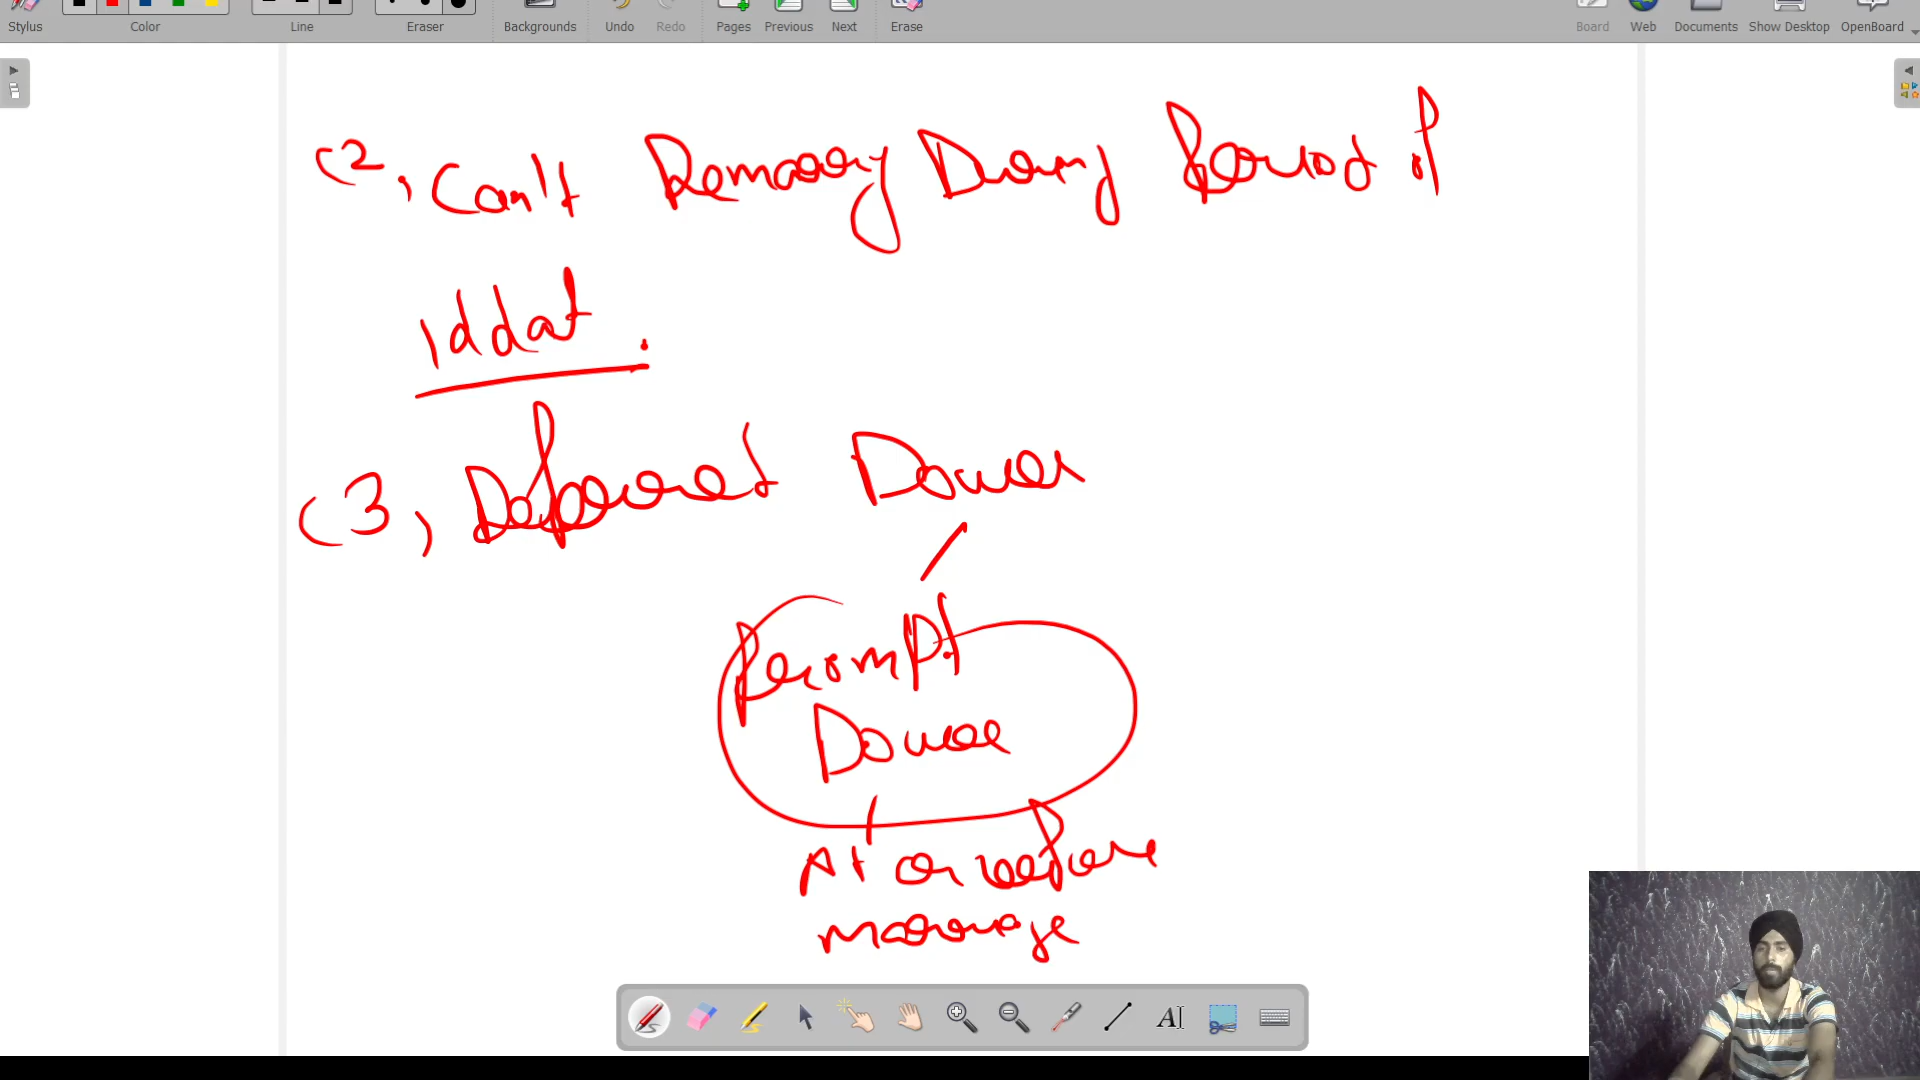 Stylus Color Line Eraser Backgrounds Undo Redo Pages Previous Next Erase Board Web Documents Show Desktop OpenBoard
(2) Can't Remarry During Period of
Iddat.
(3) Deferred Dower
Prompt
Dower
At or before
marriage